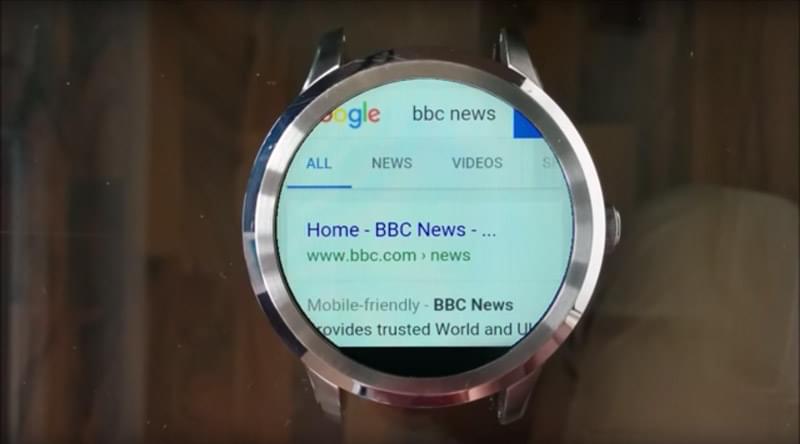 oogle bbc news
ALL NEWS VIDEOS
Home - BBC News - ...
www.bbc.com › news
Mobile-friendly - BBC News
rovides trusted World and U